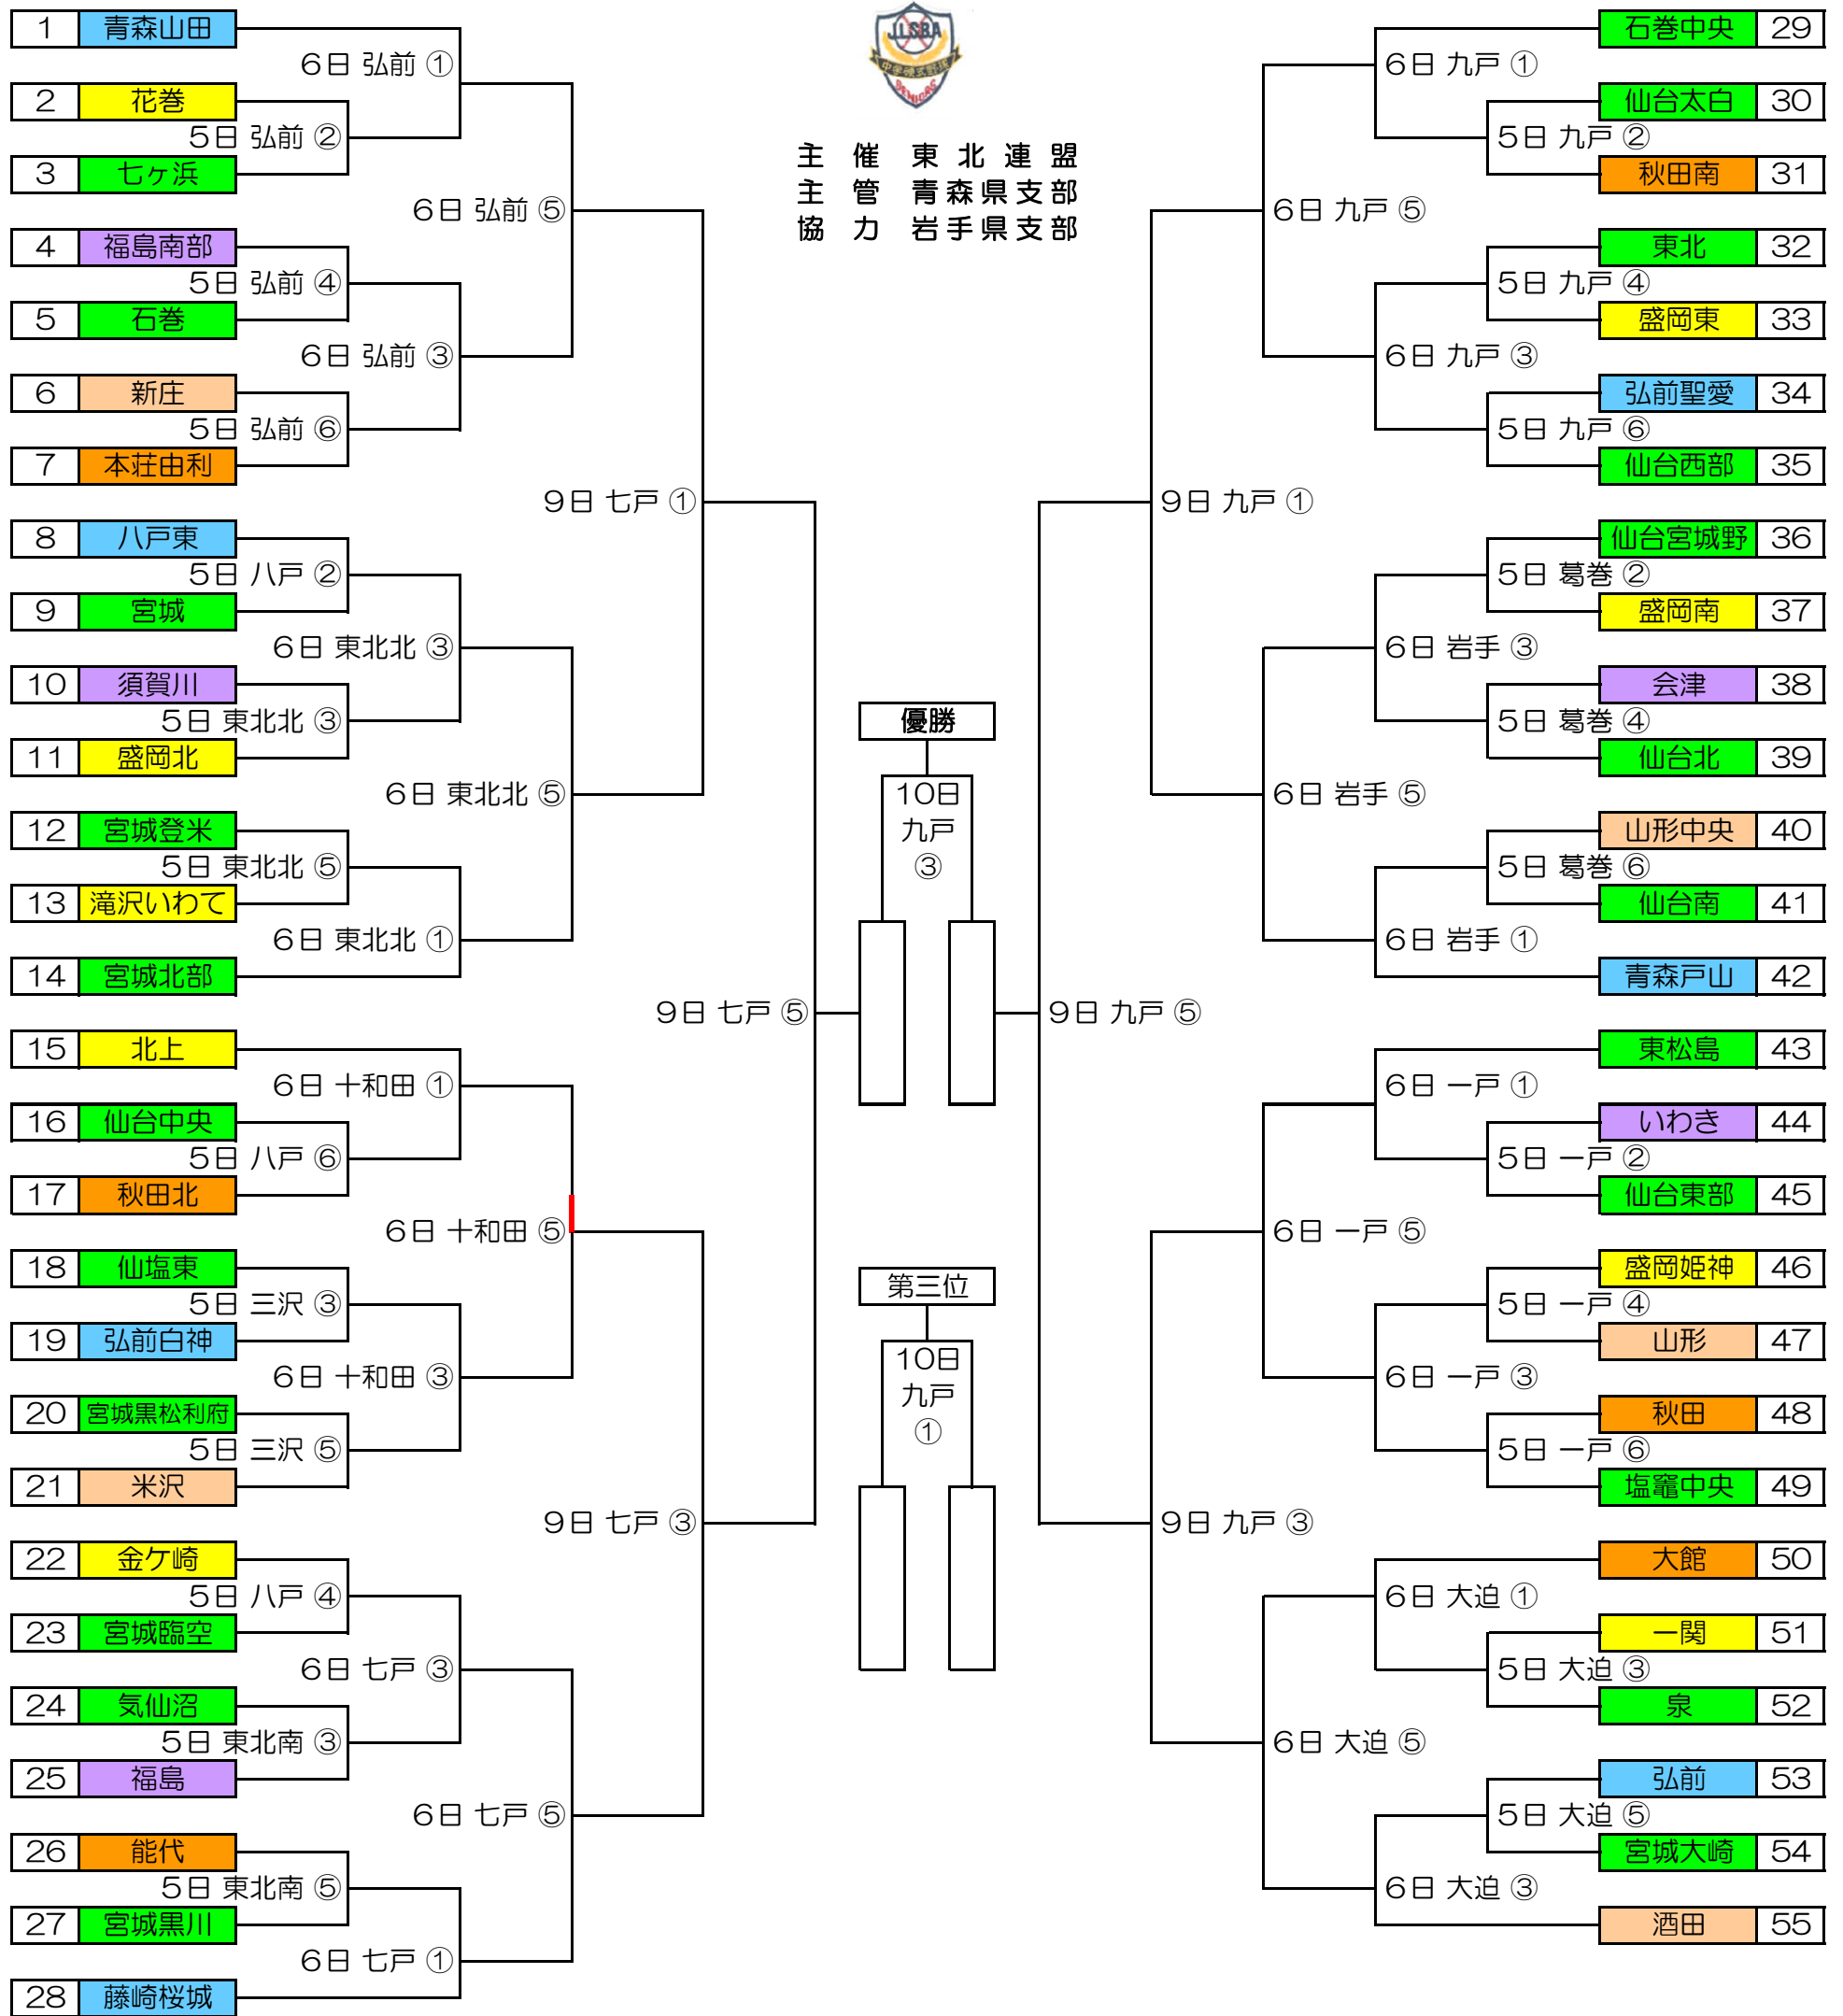 JLSBA
中学硬式野球
SENIORS
主 催 東 北 連 盟
主 管 青森県支部
協 力 岩手県支部
1 青森山田
6日 弘前 ①
2 花巻
5日 弘前 ②
3 七ヶ浜
6日 弘前 ⑤
4 福島南部
5日 弘前 ④
5 石巻
6日 弘前 ③
6 新庄
5日 弘前 ⑥
7 本荘由利
9日 七戸 ①
8 八戸東
5日 八戸 ②
9 宮城
6日 東北北 ③
10 須賀川
5日 東北北 ③
11 盛岡北
6日 東北北 ⑤
12 宮城登米
5日 東北北 ⑤
13 滝沢いわて
6日 東北北 ①
14 宮城北部
9日 七戸 ⑤
15 北上
6日 十和田 ①
16 仙台中央
5日 八戸 ⑥
17 秋田北
6日 十和田 ⑤
18 仙塩東
5日 三沢 ③
19 弘前白神
6日 十和田 ③
20 宮城黒松利府
5日 三沢 ⑤
21 米沢
9日 七戸 ③
22 金ケ崎
5日 八戸 ④
23 宮城臨空
6日 七戸 ③
24 気仙沼
5日 東北南 ③
25 福島
6日 七戸 ⑤
26 能代
5日 東北南 ⑤
27 宮城黒川
6日 七戸 ①
28 藤崎桜城
優勝
10日
九戸
③
第三位
10日
九戸
①
石巻中央 29
6日 九戸 ①
仙台太白 30
5日 九戸 ②
秋田南 31
6日 九戸 ⑤
東北 32
5日 九戸 ④
盛岡東 33
6日 九戸 ③
弘前聖愛 34
5日 九戸 ⑥
仙台西部 35
9日 九戸 ①
仙台宮城野 36
5日 葛巻 ②
盛岡南 37
6日 岩手 ③
会津 38
5日 葛巻 ④
仙台北 39
6日 岩手 ⑤
山形中央 40
5日 葛巻 ⑥
仙台南 41
6日 岩手 ①
青森戸山 42
9日 九戸 ⑤
東松島 43
6日 一戸 ①
いわき 44
5日 一戸 ②
仙台東部 45
6日 一戸 ⑤
盛岡姫神 46
5日 一戸 ④
山形 47
6日 一戸 ③
秋田 48
5日 一戸 ⑥
塩竈中央 49
9日 九戸 ③
大館 50
6日 大迫 ①
一関 51
5日 大迫 ③
泉 52
6日 大迫 ⑤
弘前 53
5日 大迫 ⑤
宮城大崎 54
6日 大迫 ③
酒田 55